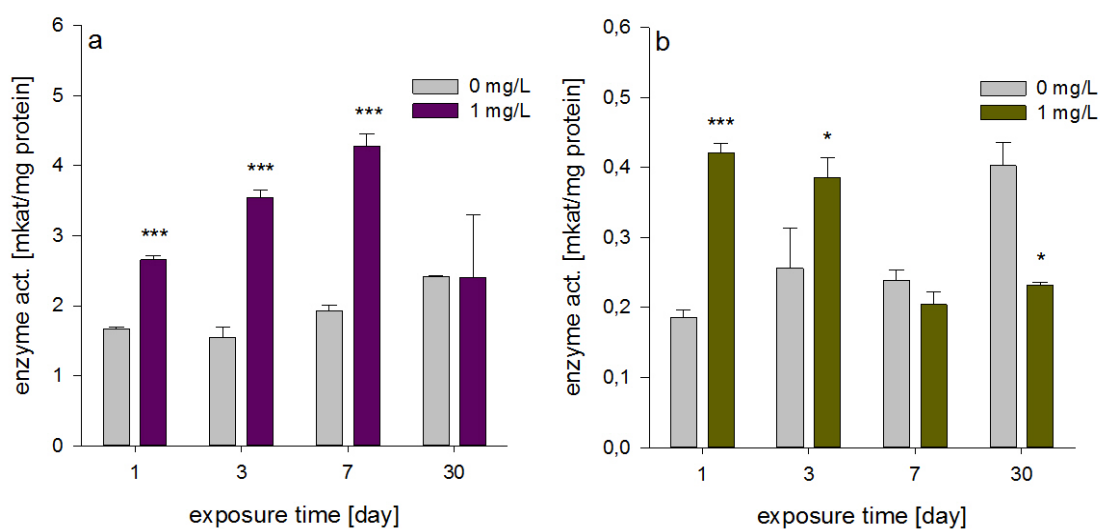 a
enzyme act. [mkat/mg protein]
6
5
4
3
2
1
0
0 mg/L
1 mg/L
***
***
***
1 3 7 30
exposure time [day]
b
enzyme act. [mkat/mg protein]
0,6
0,5
0,4
0,3
0,2
0,1
0,0
0 mg/L
1 mg/L
***
*
*
1 3 7 30
exposure time [day]